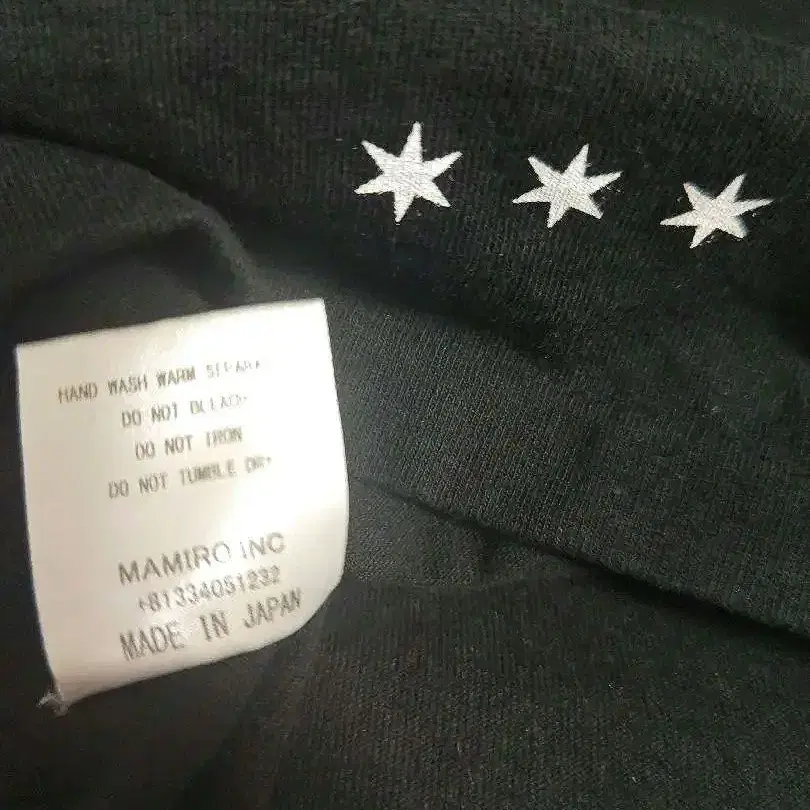 HAND WASH WARM
DO NOT BLEACH
DO NOT IRON
DO NOT TUMBLE DRY
MAMIRO INC
+81334051232
MADE IN JAPAN